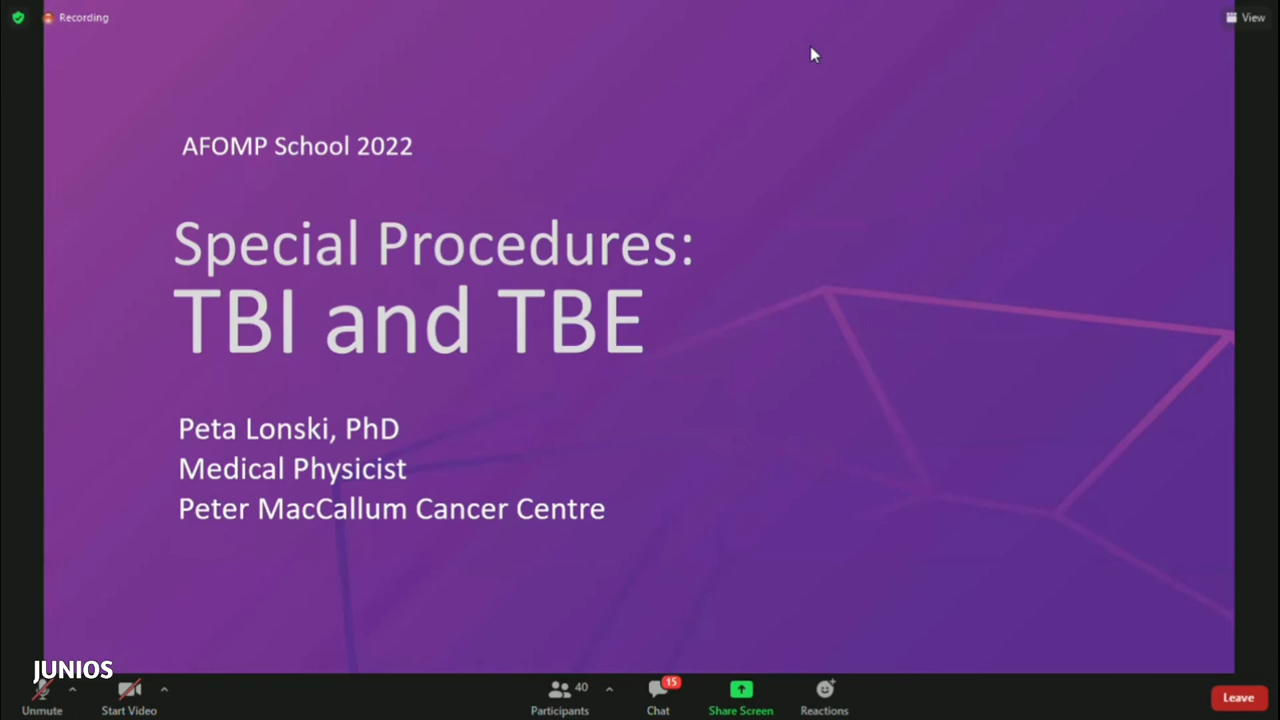 Recording
View
AFOMP School 2022
Special Procedures:
TBI and TBE
Peta Lonski, PhD
Medical Physicist
Peter MacCallum Cancer Centre
JUNIOS
Unmute
Start Video
40
Participants
15
Chat
Share Screen
Reactions
Leave